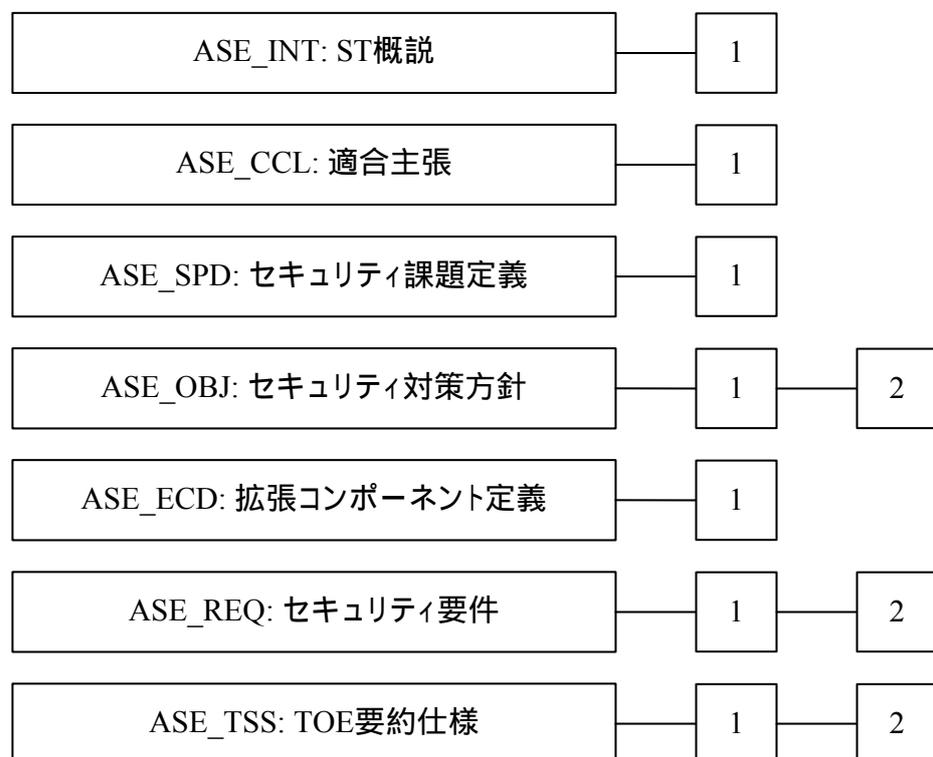 ASE_INT: ST概説 1
ASE_CCL: 適合主張 1
ASE_SPD: セキュリティ課題定義 1
ASE_OBJ: セキュリティ対策方針 1 2
ASE_ECD: 拡張コンポーネント定義 1
ASE_REQ: セキュリティ要件 1 2
ASE_TSS: TOE要約仕様 1 2